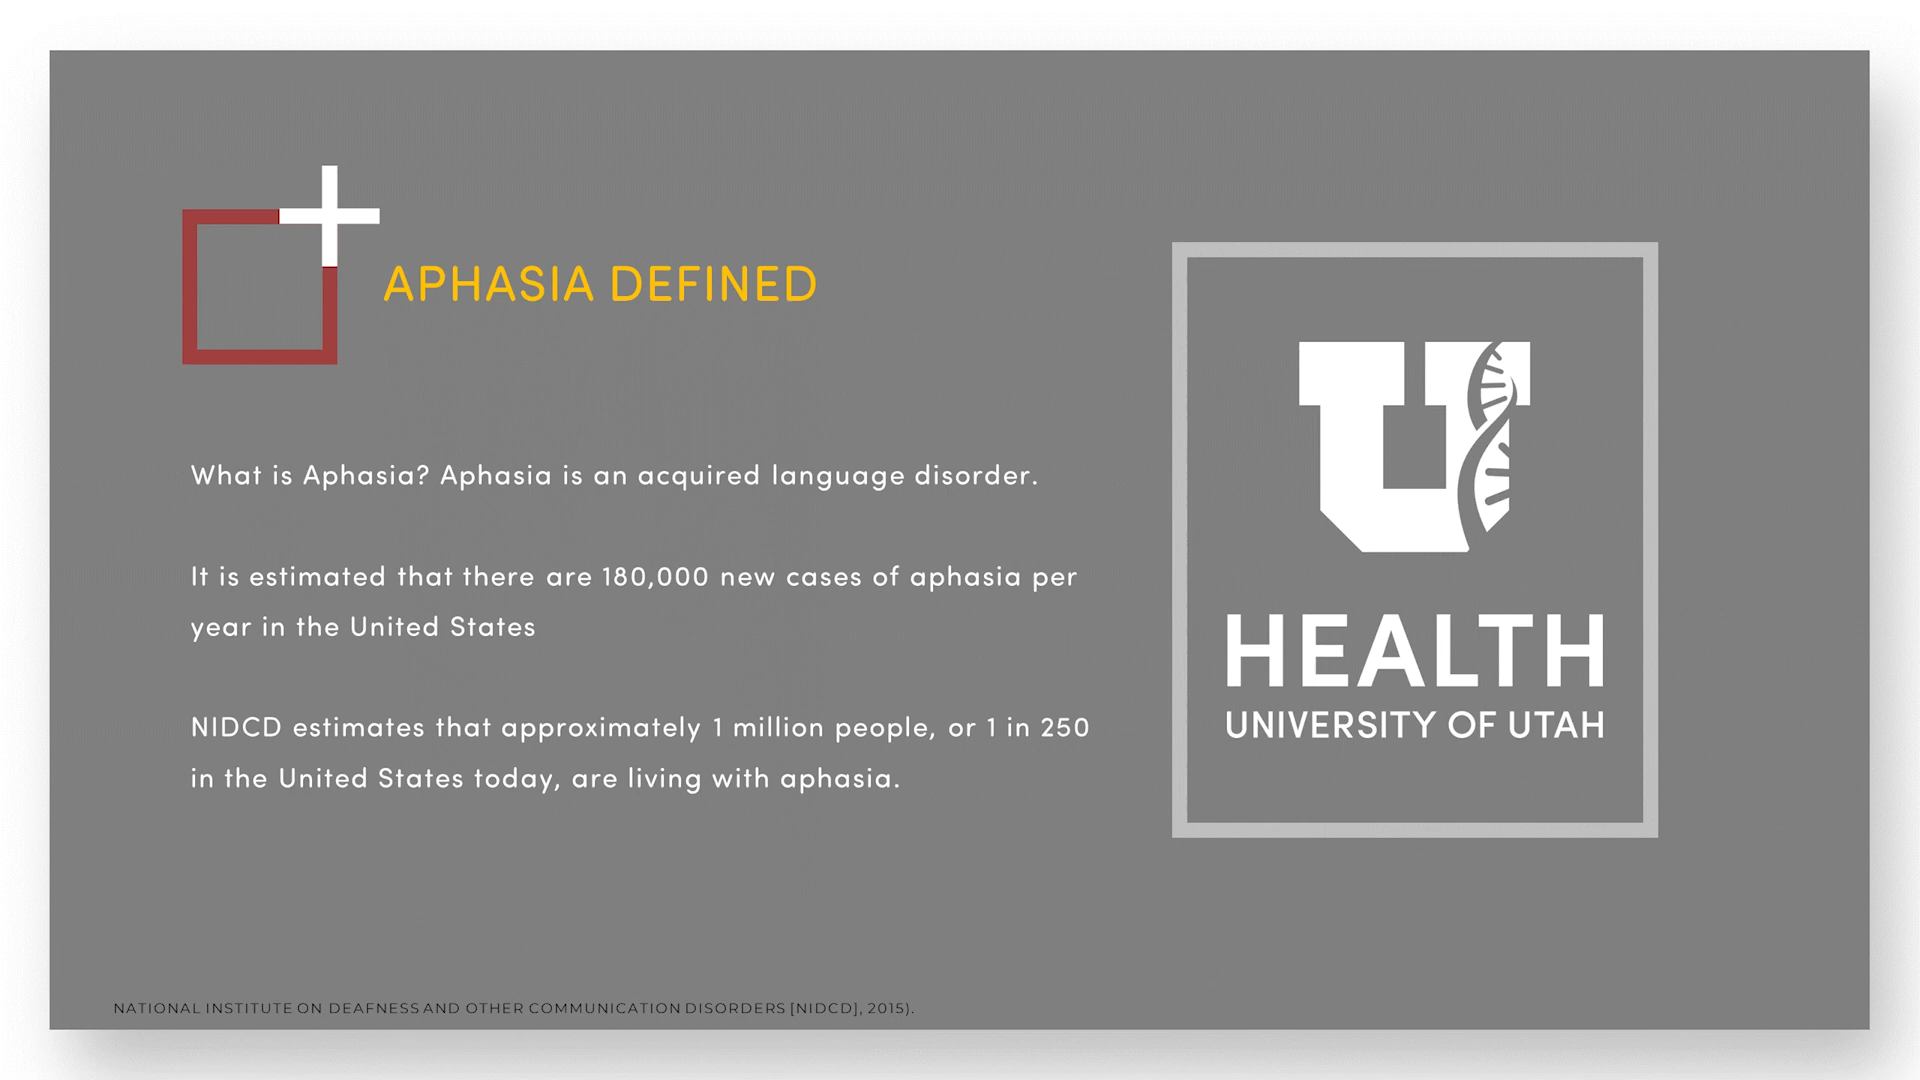 APHASIA DEFINED
What is Aphasia? Aphasia is an acquired language disorder.
It is estimated that there are 180,000 new cases of aphasia per
year in the United States
NIDCD estimates that approximately 1 million people, or 1 in 250
in the United States today, are living with aphasia.
U
HEALTH
UNIVERSITY OF UTAH
NATIONAL INSTITUTE ON DEAFNESS AND OTHER COMMUNICATION DISORDERS [NIDCD], 2015).